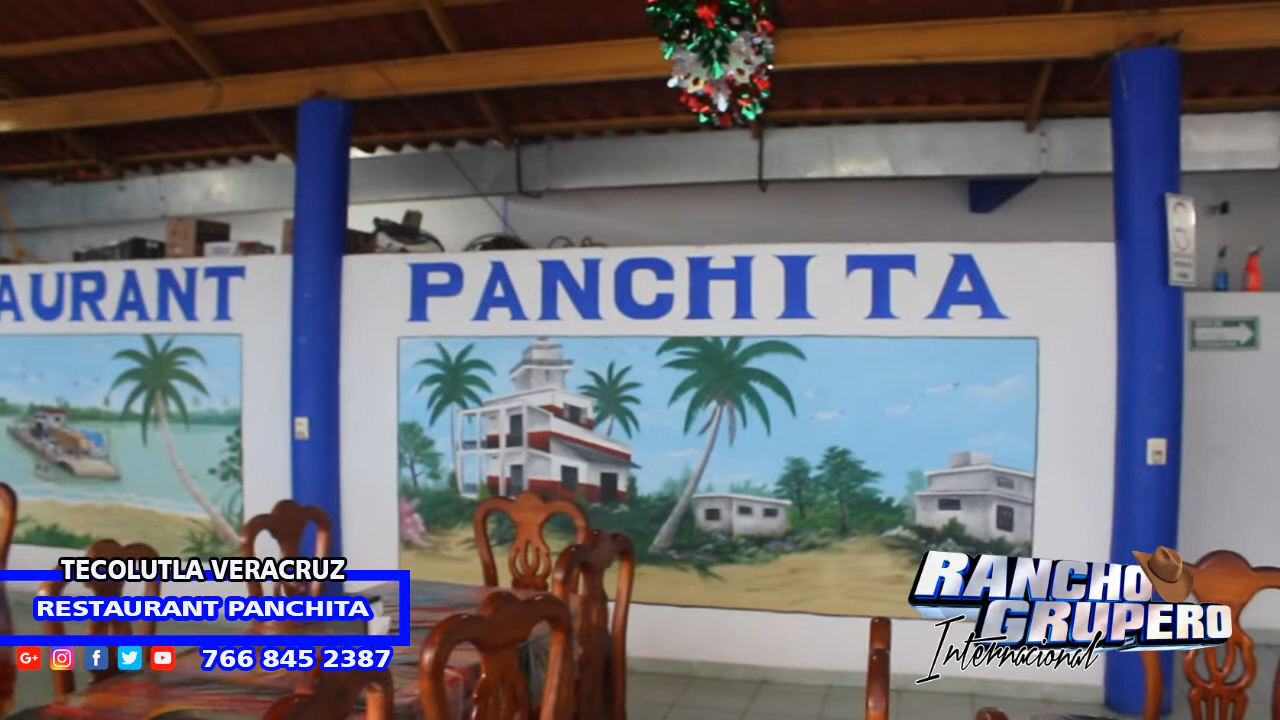 AURANT
PANCHITA
TECOLUTLA VERACRUZ
RESTAURANT PANCHITA
766 845 2387
RANCHO
GRUPERO
Internacional